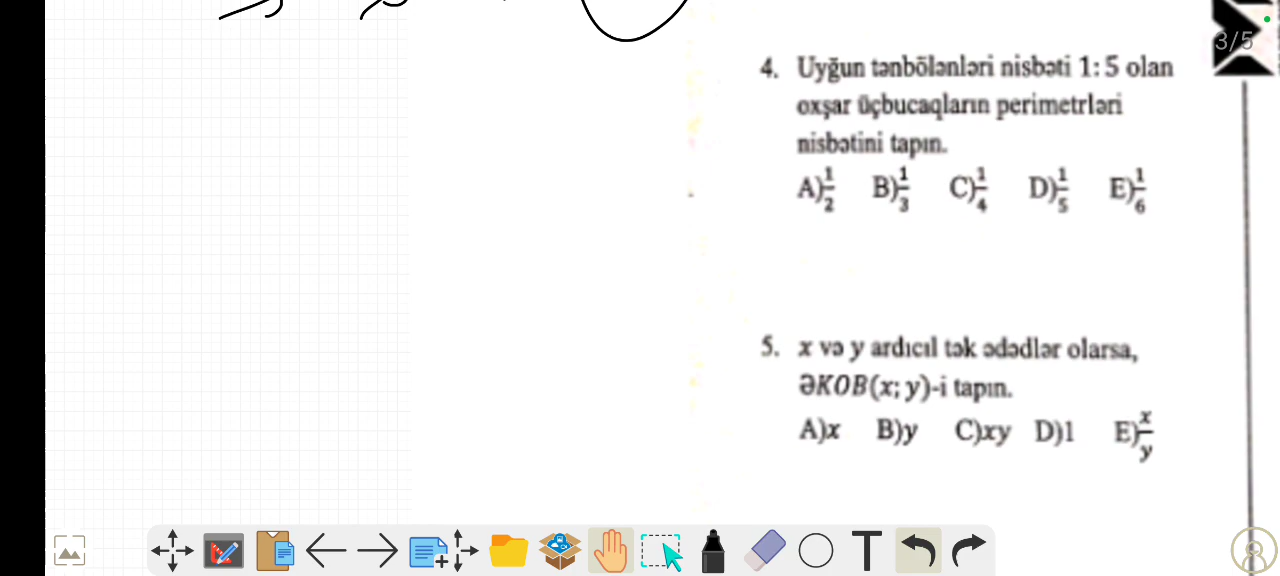 3/5
4. Uyğun tənbölənləri nisbəti 1:5 olan
oxşar üçbucaqların perimetrləri
nisbətini tapın.
A)1/2 B)1/3 C)1/4 D)1/5 E)1/6
5. x və y ardıcıl tək ədədlər olarsa,
ƏKOB(x; y)-i tapın.
A)x B)y C)xy D)1 E)x/y
T